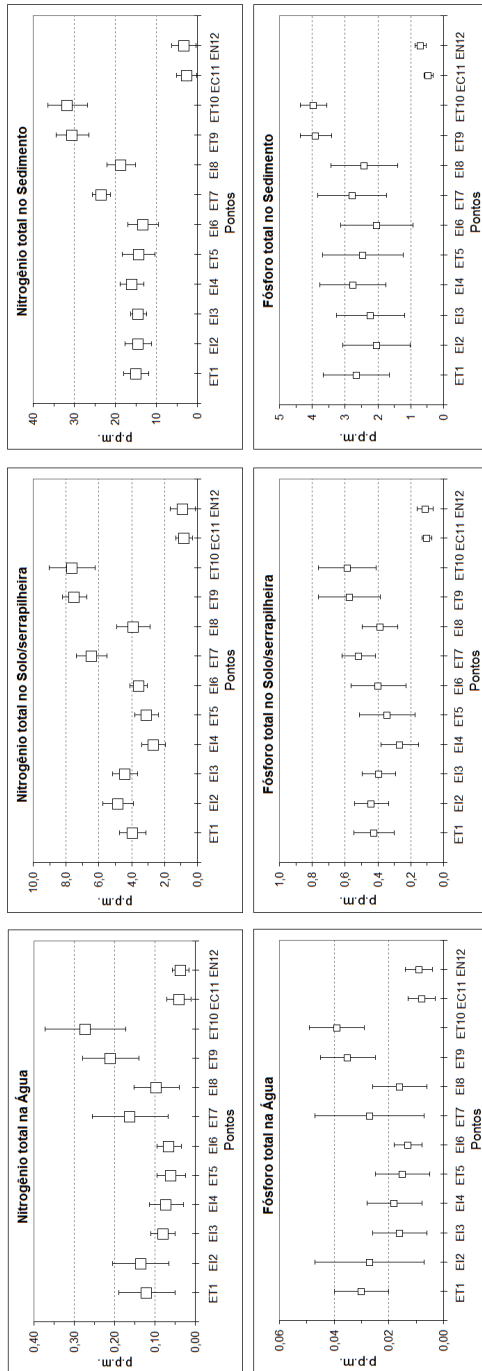 Nitrogênio total na Água
0,40
0,30
0,20
0,10
0,00
p.p.m.
ET1 EI2 EI3 EI4 ET5 EI6 ET7 EI8 ET9 ET10 EC11 EN12
Pontos
Nitrogênio total no Solo/serrapilheira
10,0
8,0
6,0
4,0
2,0
0,0
p.p.m.
ET1 EI2 EI3 EI4 ET5 EI6 ET7 EI8 ET9 ET10 EC11 EN12
Pontos
Nitrogênio total no Sedimento
40
30
20
10
0
p.p.m.
ET1 EI2 EI3 EI4 ET5 EI6 ET7 EI8 ET9 ET10 EC11 EN12
Pontos
Fósforo total na Água
0,06
0,04
0,02
0,00
p.p.m.
ET1 EI2 EI3 EI4 ET5 EI6 ET7 EI8 ET9 ET10 EC11 EN12
Pontos
Fósforo total no Solo/serrapilheira
1,0
0,8
0,6
0,4
0,2
0,0
p.p.m.
ET1 EI2 EI3 EI4 ET5 EI6 ET7 EI8 ET9 ET10 EC11 EN12
Pontos
Fósforo total no Sedimento
5
4
3
2
1
0
p.p.m.
ET1 EI2 EI3 EI4 ET5 EI6 ET7 EI8 ET9 ET10 EC11 EN12
Pontos